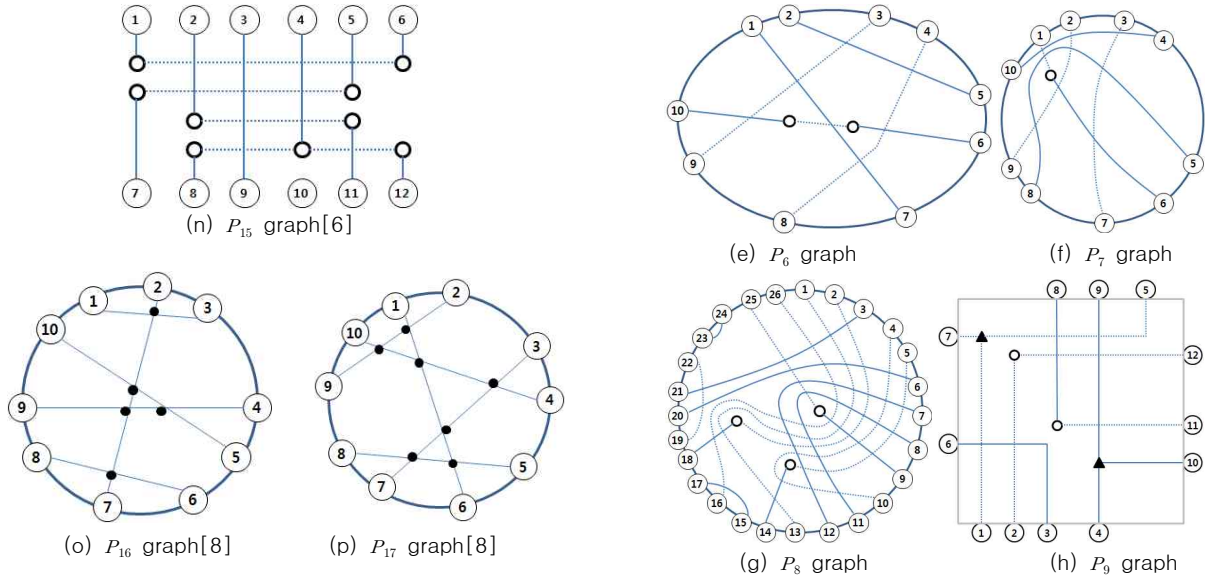 1 2 3 4 5 6
7 8 9 10 11 12
(n) P₁₅ graph[6]
1 2 3 4 5 6 7 8 9 10
(e) P₆ graph
1 2 3 4 5 6 7 8 9 10
(f) P₇ graph
1 2 3 4 5 6 7 8 9 10
(o) P₁₆ graph[8]
1 2 3 4 5 6 7 8 9 10
(p) P₁₇ graph[8]
1 2 3 4 5 6 7 8 9 10 11 12 13 14 15 16 17 18 19 20 21 22 23 24 25 26
(g) P₈ graph
8 9 5
7
12
11
6
10
1 2 3 4
(h) P₉ graph